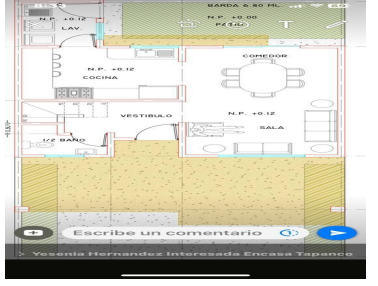 BARDA 6.80 ML.
N.P. +0.12
N.P. +0.00
LAV.
PATIO
COMEDOR
N.P. +0.12
COCINA
VESTIBULO
N.P. +0.12
SALA
1/2 BAÑO
Escribe un comentario
Yesenia Hernandez Interesada Encasa Tapanco